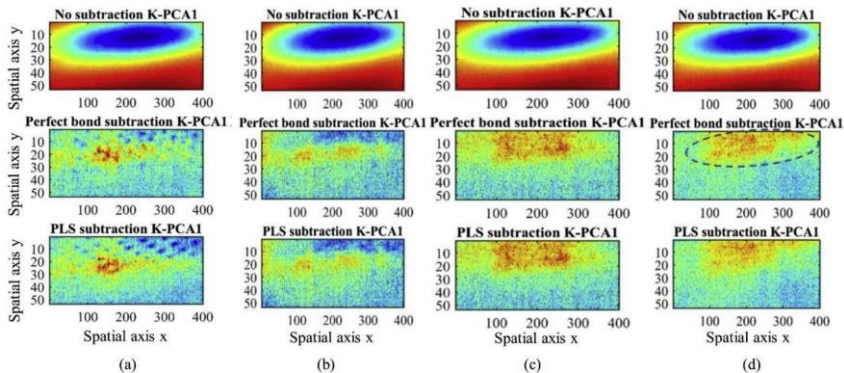 No subtraction K-PCA1 No subtraction K-PCA1 No subtraction K-PCA1 No subtraction K-PCA1
Spatial axis y
10 10 10 10
20 20 20 20
30 30 30 30
40 40 40 40
50 50 50 50
100 200 300 400 100 200 300 400 100 200 300 400 100 200 300 400
Perfect bond subtraction K-PCA1 Perfect bond subtraction K-PCA1 Perfect bond subtraction K-PCA1 Perfect bond subtraction K-PCA1
Spatial axis y
10 10 10 10
20 20 20 20
30 30 30 30
40 40 40 40
50 50 50 50
100 200 300 400 100 200 300 400 100 200 300 400 100 200 300 400
PLS subtraction K-PCA1 PLS subtraction K-PCA1 PLS subtraction K-PCA1 PLS subtraction K-PCA1
Spatial axis y
10 10 10 10
20 20 20 20
30 30 30 30
40 40 40 40
50 50 50 50
100 200 300 400 100 200 300 400 100 200 300 400 100 200 300 400
Spatial axis x Spatial axis x Spatial axis x Spatial axis x
(a) (b) (c) (d)